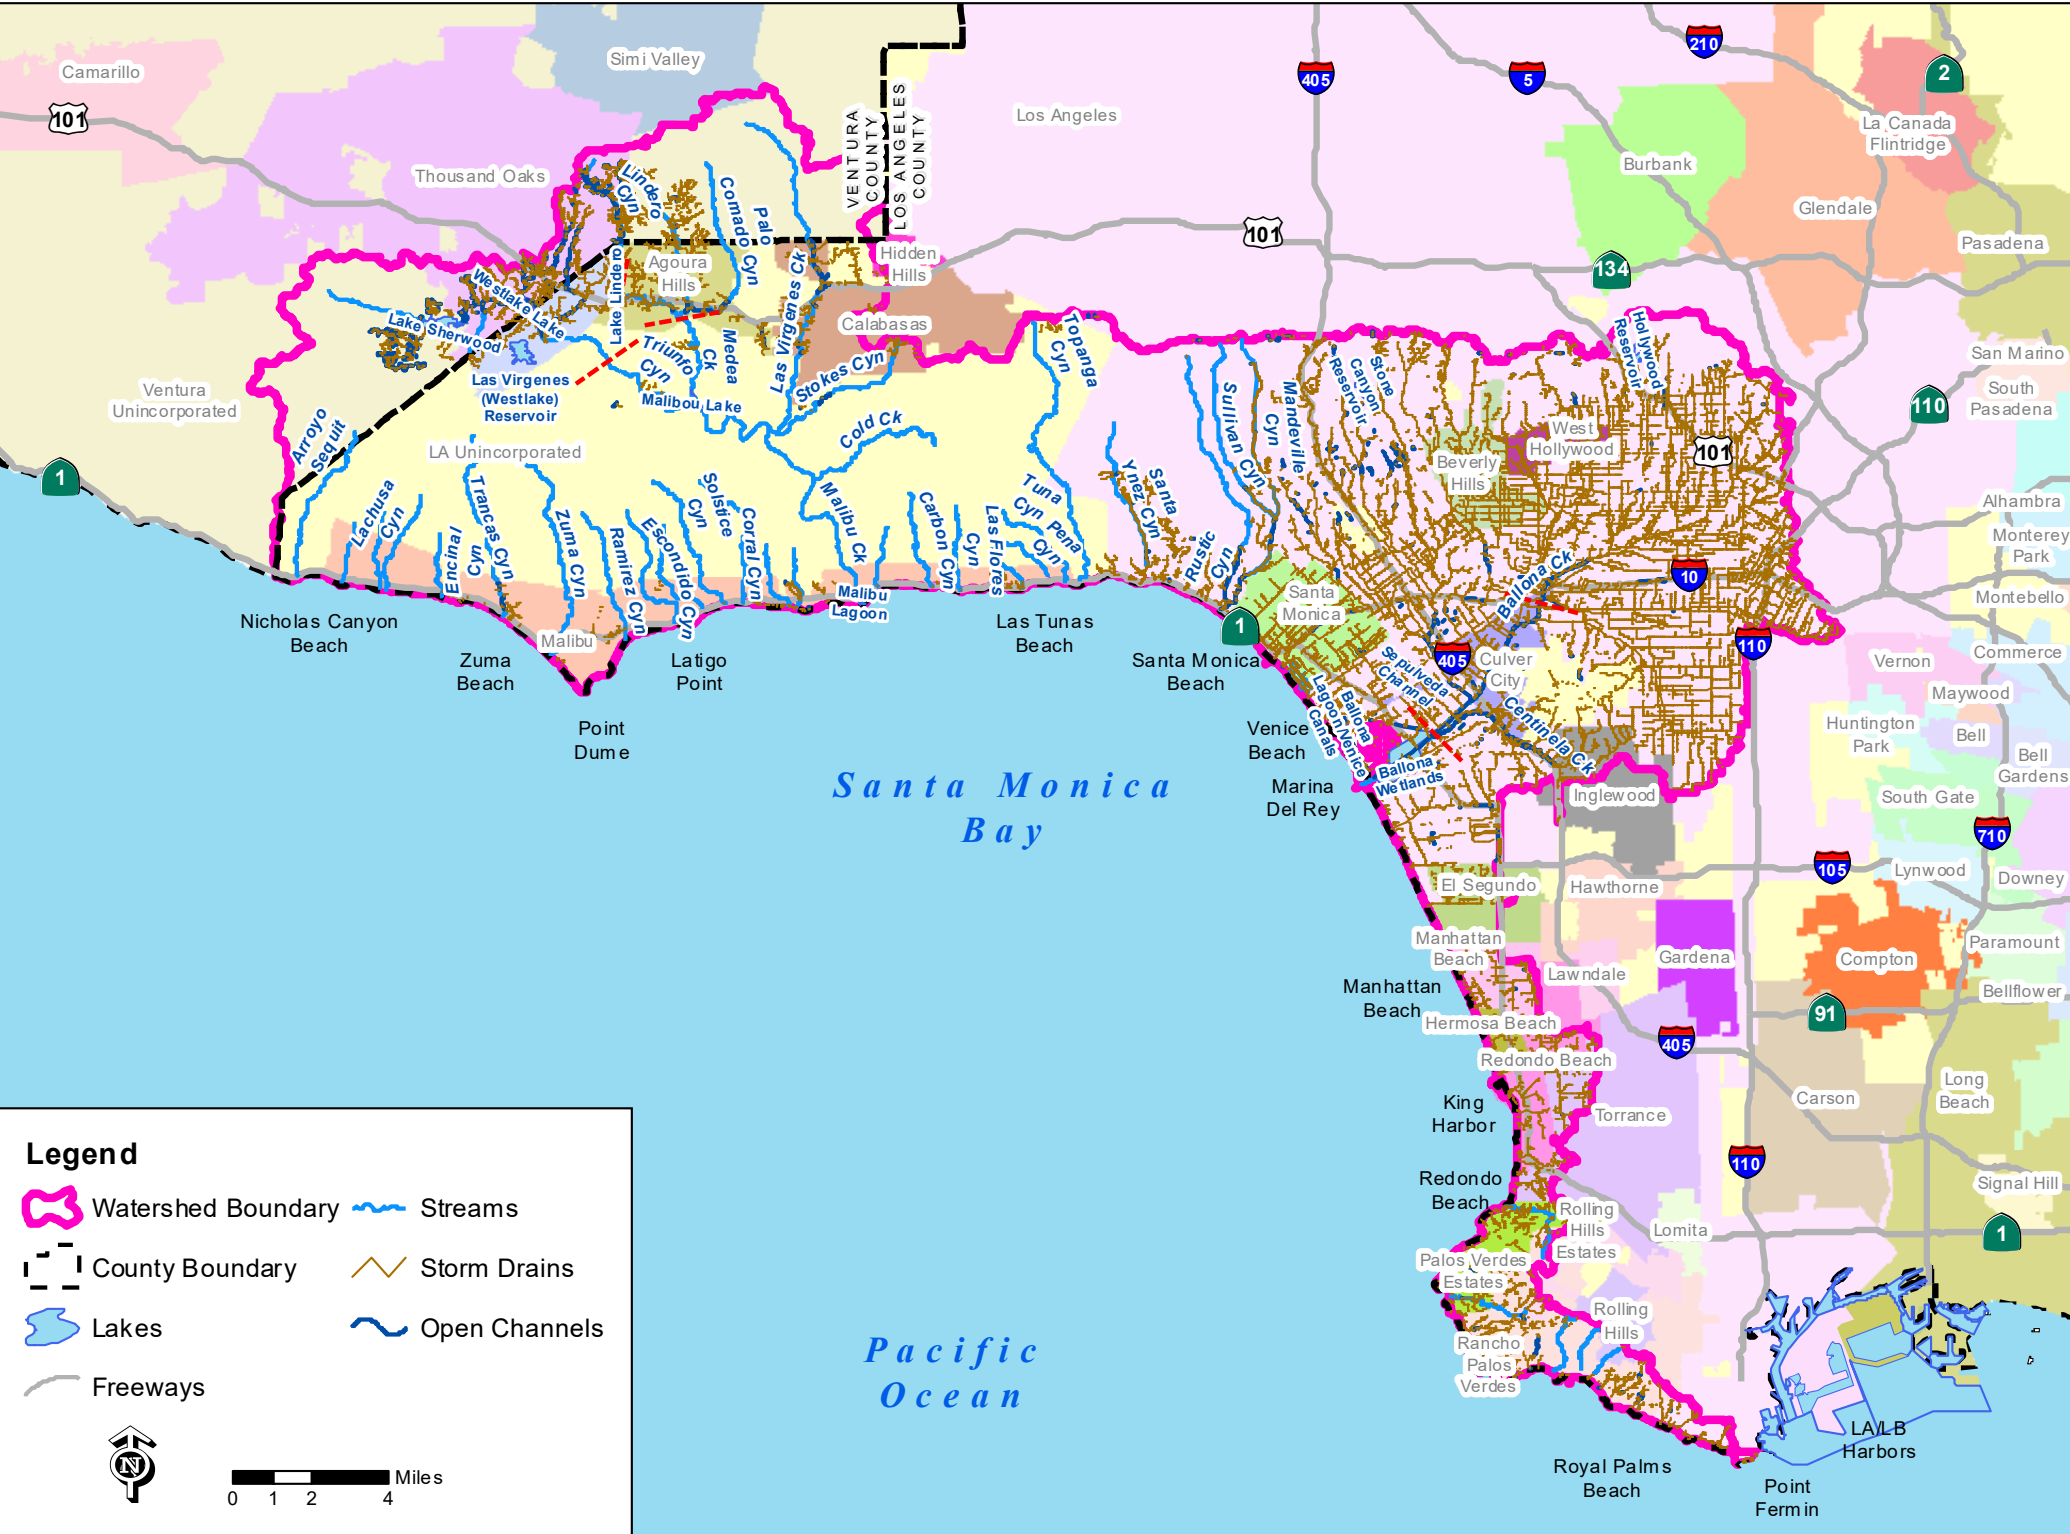 Simi Valley
Camarillo
101
Thousand Oaks
VENTURA
COUNTY
LOS ANGELES
COUNTY
Los Angeles
405
5
210
2
La Canada
Flintridge
Burbank
Glendale
Pasadena
101
134
San Marino
South
Pasadena
110
Alhambra
Monterey
Park
Montebello
Commerce
Vernon
Maywood
Huntington
Park
Bell
Bell
Gardens
South Gate
710
105
Lynwood
Downey
Paramount
Compton
Bellflower
91
Gardena
Hawthorne
Lawndale
405
Torrance
Carson
Long
Beach
Signal Hill
1
110
Lomita
Lindero
Cyn
Comado Cyn
Palo
Hidden
Hills
Agoura
Hills
Lake Lindero
Las Virgenes Ck
Calabasas
Westlake Lake
Lake Sherwood
Las Virgenes
(Westlake)
Reservoir
Triunfo
Cyn
Medea
Ck
Malibou Lake
Stokes Cyn
Cold Ck
Topanga
Cyn
Ventura
Unincorporated
Arroyo
Sequit
LA Unincorporated
1
Lachusa
Cyn
Encinal
Cyn
Trancas Cyn
Zuma Cyn
Ramirez Cyn
Escondido Cyn
Solstice
Cyn
Corral Cyn
Malibu Ck
Carbon Cyn
Cyn
Las Flores
Tuna
Cyn
Pena
Cyn
Santa
Ynez Cyn
Rustic
Cyn
Sullivan Cyn
Mandeville
Cyn
Stone
Canyon
Reservoir
Hollywood
Reservoir
Beverly
Hills
West
Hollywood
101
10
110
Ballona Ck
Santa
Monica
1
405
Culver
City
Sepulveda
Channel
Centinela Ck
Ballona
Lagoon/Venice
Canals
Ballona
Wetlands
Inglewood
El Segundo
Manhattan
Beach
Hermosa Beach
Redondo Beach
Malibu
Malibu
Lagoon
Nicholas Canyon
Beach
Zuma
Beach
Point
Dume
Latigo
Point
Las Tunas
Beach
Santa Monica
Beach
Venice
Beach
Marina
Del Rey
Manhattan
Beach
King
Harbor
Redondo
Beach
Rolling
Hills
Estates
Palos Verdes
Estates
Rolling
Hills
Rancho
Palos
Verdes
Royal Palms
Beach
Point
Fermin
LA/LB
Harbors
Santa Monica
Bay
Pacific
Ocean
Legend
Watershed Boundary
Streams
County Boundary
Storm Drains
Lakes
Open Channels
Freeways
N
Miles
0 1 2 4